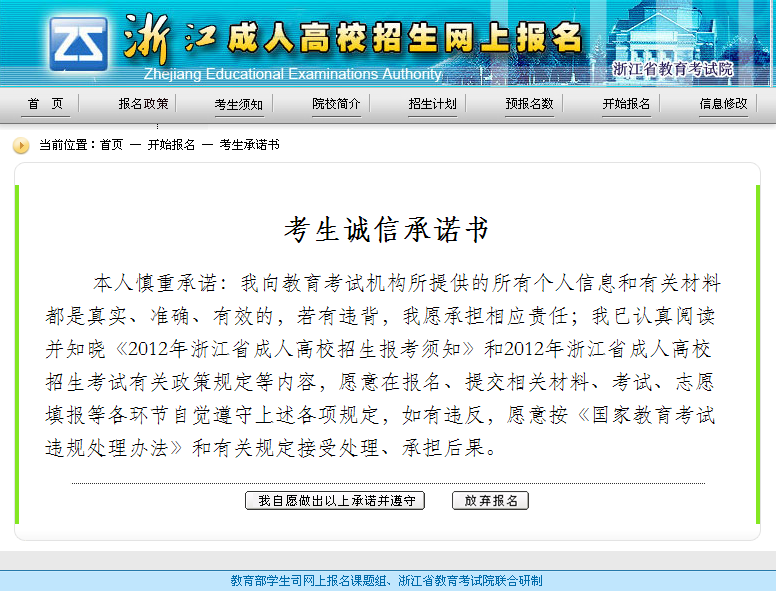 浙江成人高校招生网上报名
Zhejiang Educational Examinations Authority
浙江省教育考试院
首 页 报名政策 考生须知 院校简介 招生计划 预报名数 开始报名 信息修改
当前位置：首页 — 开始报名 — 考生承诺书
考生诚信承诺书
本人慎重承诺：我向教育考试机构所提供的所有个人信息和有关材料
都是真实、准确、有效的，若有违背，我愿承担相应责任；我已认真阅读
并知晓《2012年浙江省成人高校招生报考须知》和2012年浙江省成人高校
招生考试有关政策规定等内容，愿意在报名、提交相关材料、考试、志愿
填报等各环节自觉遵守上述各项规定，如有违反，愿意按《国家教育考试
违规处理办法》和有关规定接受处理、承担后果。
我自愿做出以上承诺并遵守 放弃报名
教育部学生司网上报名课题组、浙江省教育考试院联合研制